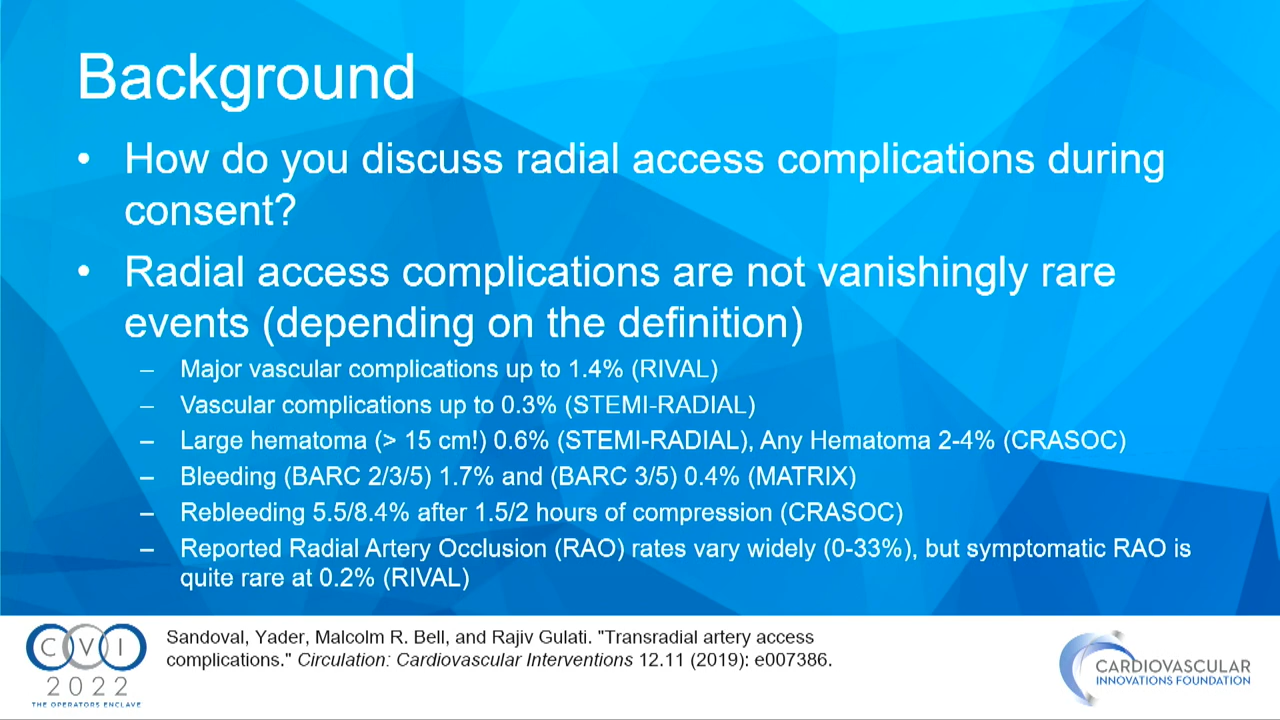 Background
• How do you discuss radial access complications during
consent?
• Radial access complications are not vanishingly rare
events (depending on the definition)
– Major vascular complications up to 1.4% (RIVAL)
– Vascular complications up to 0.3% (STEMI-RADIAL)
– Large hematoma (> 15 cm!) 0.6% (STEMI-RADIAL), Any Hematoma 2-4% (CRASOC)
– Bleeding (BARC 2/3/5) 1.7% and (BARC 3/5) 0.4% (MATRIX)
– Rebleeding 5.5/8.4% after 1.5/2 hours of compression (CRASOC)
– Reported Radial Artery Occlusion (RAO) rates vary widely (0-33%), but symptomatic RAO is
quite rare at 0.2% (RIVAL)
CVI
2022
THE OPERATORS ENCLAVE
Sandoval, Yader, Malcolm R. Bell, and Rajiv Gulati. "Transradial artery access
complications." Circulation: Cardiovascular Interventions 12.11 (2019): e007386.
CARDIOVASCULAR
INNOVATIONS FOUNDATION